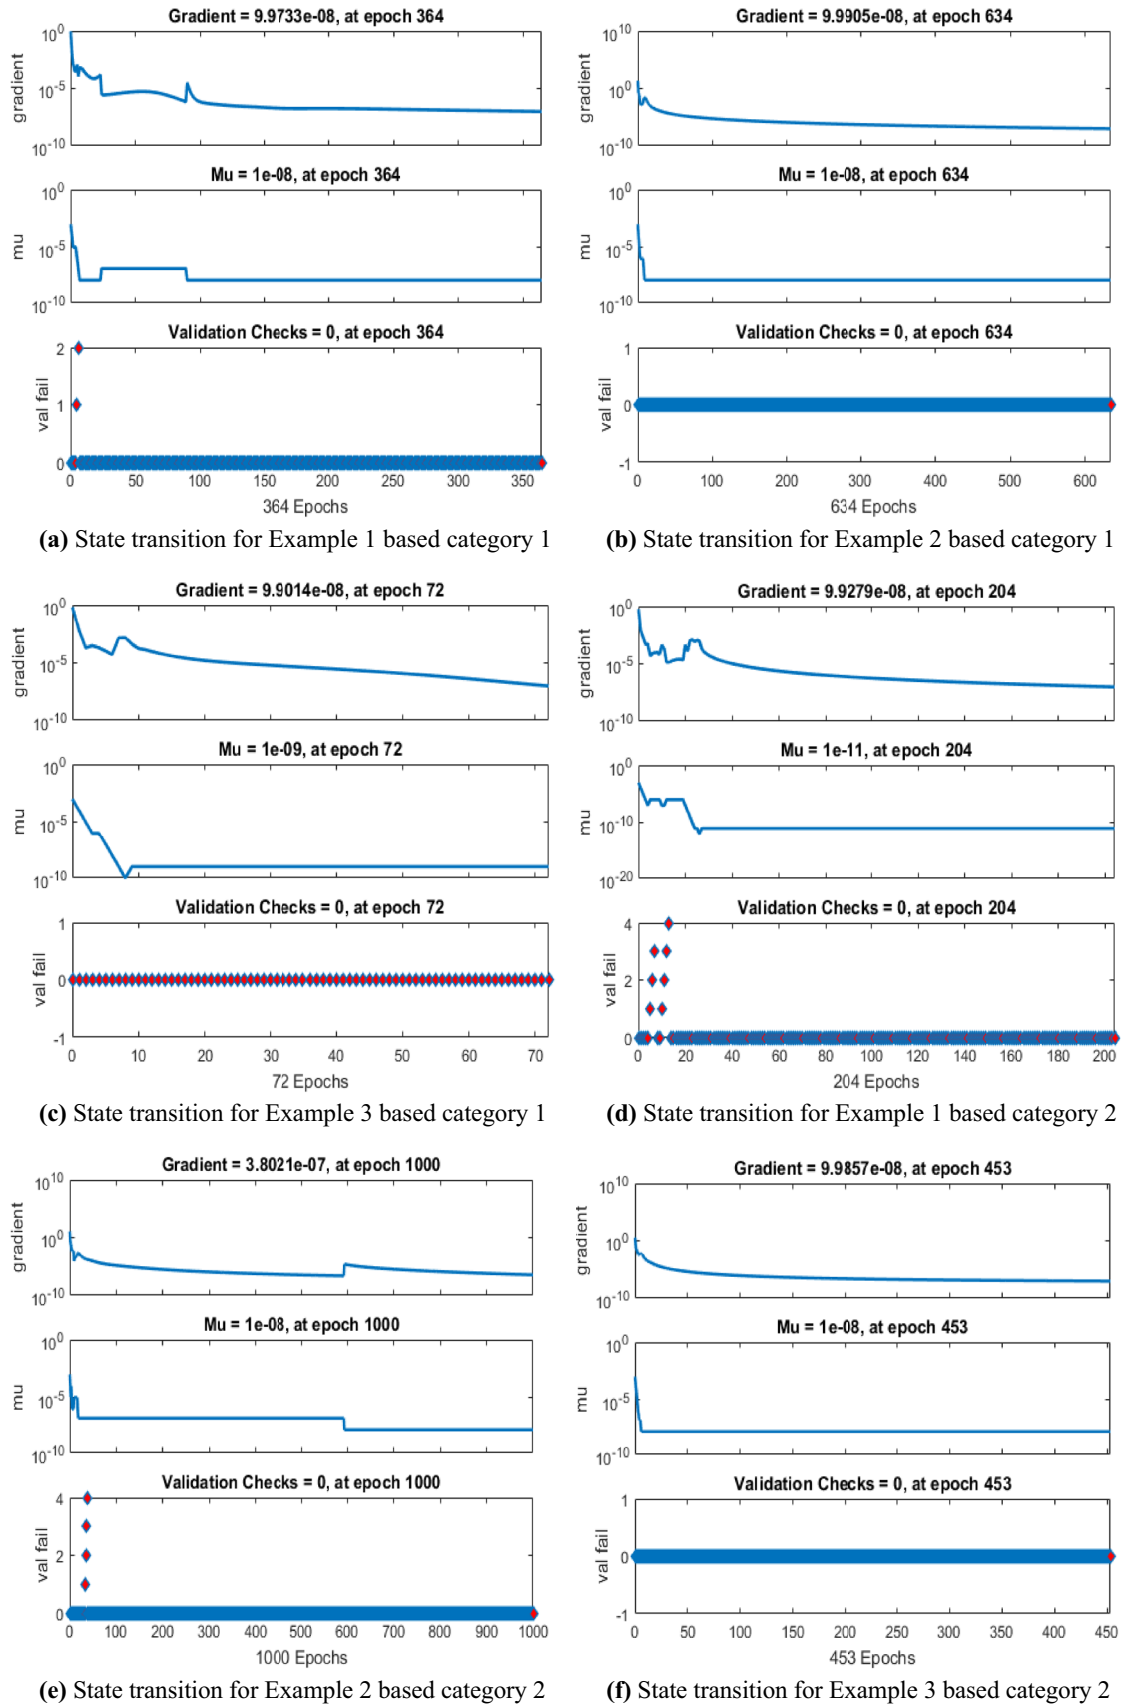 Gradient = 9.9733e-08, at epoch 364
10^0
10^-5
10^-10
gradient
Mu = 1e-08, at epoch 364
10^0
10^-5
10^-10
mu
Validation Checks = 0, at epoch 364
2
1
0
val fail
0 50 100 150 200 250 300 350
364 Epochs
(a) State transition for Example 1 based category 1
Gradient = 9.9905e-08, at epoch 634
10^10
10^0
10^-10
gradient
Mu = 1e-08, at epoch 634
10^0
10^-5
10^-10
mu
Validation Checks = 0, at epoch 634
1
0
-1
val fail
0 100 200 300 400 500 600
634 Epochs
(b) State transition for Example 2 based category 1
Gradient = 9.9014e-08, at epoch 72
10^0
10^-5
10^-10
gradient
Mu = 1e-09, at epoch 72
10^0
10^-5
10^-10
mu
Validation Checks = 0, at epoch 72
1
0
-1
val fail
0 10 20 30 40 50 60 70
72 Epochs
(c) State transition for Example 3 based category 1
Gradient = 9.9279e-08, at epoch 204
10^0
10^-5
10^-10
gradient
Mu = 1e-11, at epoch 204
10^0
10^-10
10^-20
mu
Validation Checks = 0, at epoch 204
4
2
0
val fail
0 20 40 60 80 100 120 140 160 180 200
204 Epochs
(d) State transition for Example 1 based category 2
Gradient = 3.8021e-07, at epoch 1000
10^10
10^0
10^-10
gradient
Mu = 1e-08, at epoch 1000
10^0
10^-5
10^-10
mu
Validation Checks = 0, at epoch 1000
4
2
0
val fail
0 100 200 300 400 500 600 700 800 900 1000
1000 Epochs
(e) State transition for Example 2 based category 2
Gradient = 9.9857e-08, at epoch 453
10^10
10^0
10^-10
gradient
Mu = 1e-08, at epoch 453
10^0
10^-5
10^-10
mu
Validation Checks = 0, at epoch 453
1
0
-1
val fail
0 50 100 150 200 250 300 350 400 450
453 Epochs
(f) State transition for Example 3 based category 2